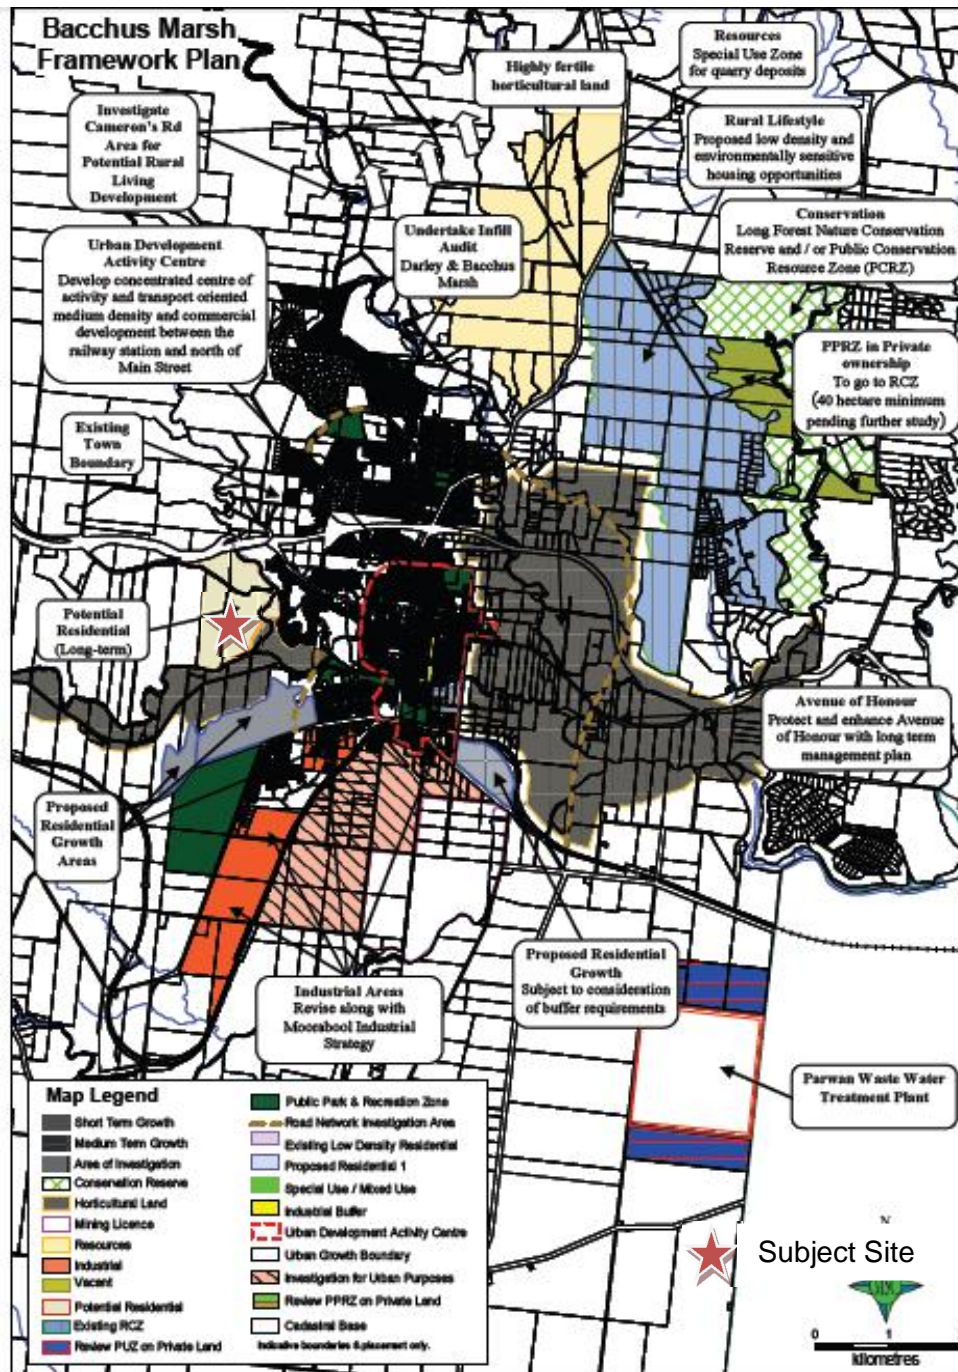 Bacchus Marsh
Framework Plan
Highly fertile
horticultural land
Resources
Special Use Zone
for quarry deposits
Investigate
Cameron's Rd
Area for
Potential Rural
Living
Development
Rural Lifestyle
Proposed low density and
environmentally sensitive
housing opportunities
Urban Development
Activity Centre
Develop concentrated centre of
activity and transport oriented
medium density and commercial
development between the
railway station and north of
Main Street
Undertake Infill
Audit
Darley & Bacchus
Marsh
Conservation
Long Forest Nature Conservation
Reserve and / or Public Conservation
Resource Zone (PCRZ)
PPRZ in Private
ownership
To go to RCZ
(40 hectare minimum
pending further study)
Existing
Town
Boundary
Potential
Residential
(Long-term)
Avenue of Honour
Protect and enhance Avenue
of Honour with long term
management plan
Proposed
Residential
Growth
Areas
Proposed Residential
Growth
Subject to consideration
of buffer requirements
Industrial Areas
Revise along with
Moorabool Industrial
Strategy
Parwan Waste Water
Treatment Plant
Map Legend
Short Term Growth
Medium Term Growth
Area of Investigation
Conservation Reserve
Horticultural Land
Mining Licence
Resources
Industrial
Vacant
Potential Residential
Existing RCZ
Review PUZ on Private Land
Public Park & Recreation Zone
Road Network Investigation Area
Existing Low Density Residential
Proposed Residential 1
Special Use / Mixed Use
Industrial Buffer
Urban Development Activity Centre
Urban Growth Boundary
Investigation for Urban Purposes
Review PPRZ on Private Land
Cadastral Base
Indicative boundaries & placement only.
N
Subject Site
0 1
kilometres